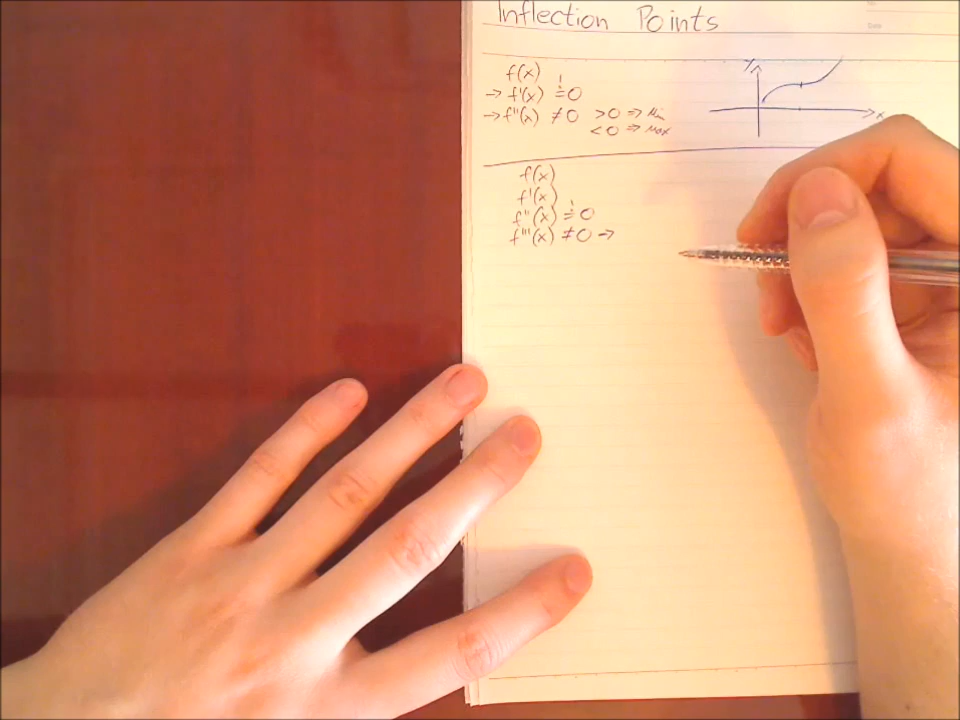 Inflection Points
f(x)
→ f'(x) =! 0
→ f''(x) ≠ 0 > 0 ⇒ Min
< 0 ⇒ Max
y
x
f(x)
f'(x)
f''(x) =! 0
f'''(x) ≠ 0 →